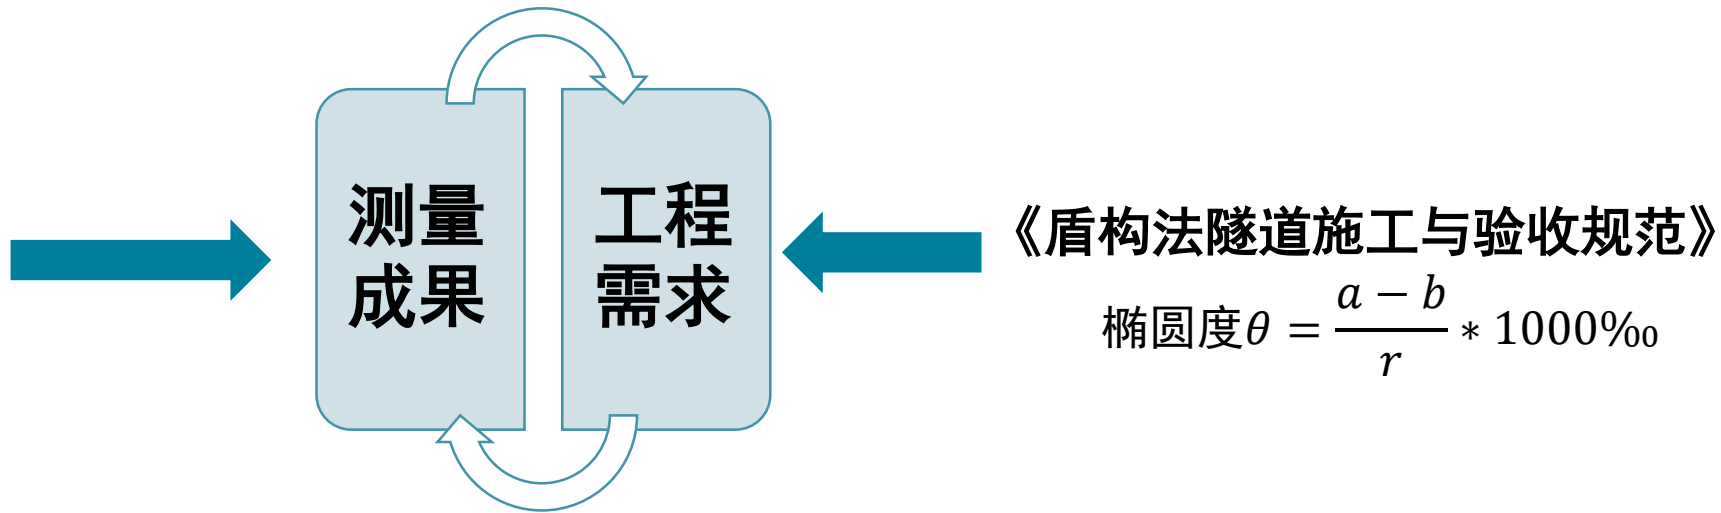 测量
成果
工程
需求
《盾构法隧道施工与验收规范》
椭圆度θ = \frac{a − b}{r} * 1000‰